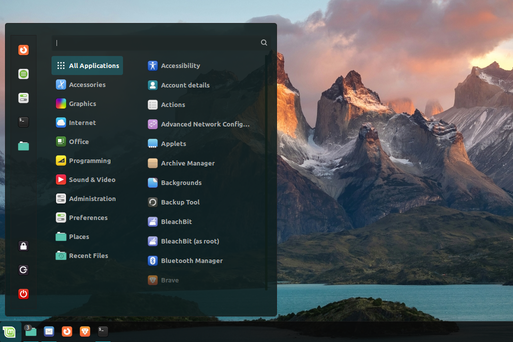 All Applications
Accessories
Graphics
Internet
Office
Programming
Sound & Video
Administration
Preferences
Places
Recent Files
Accessibility
Account details
Actions
Advanced Network Config...
Applets
Archive Manager
Backgrounds
Backup Tool
BleachBit
BleachBit (as root)
Bluetooth Manager
Brave